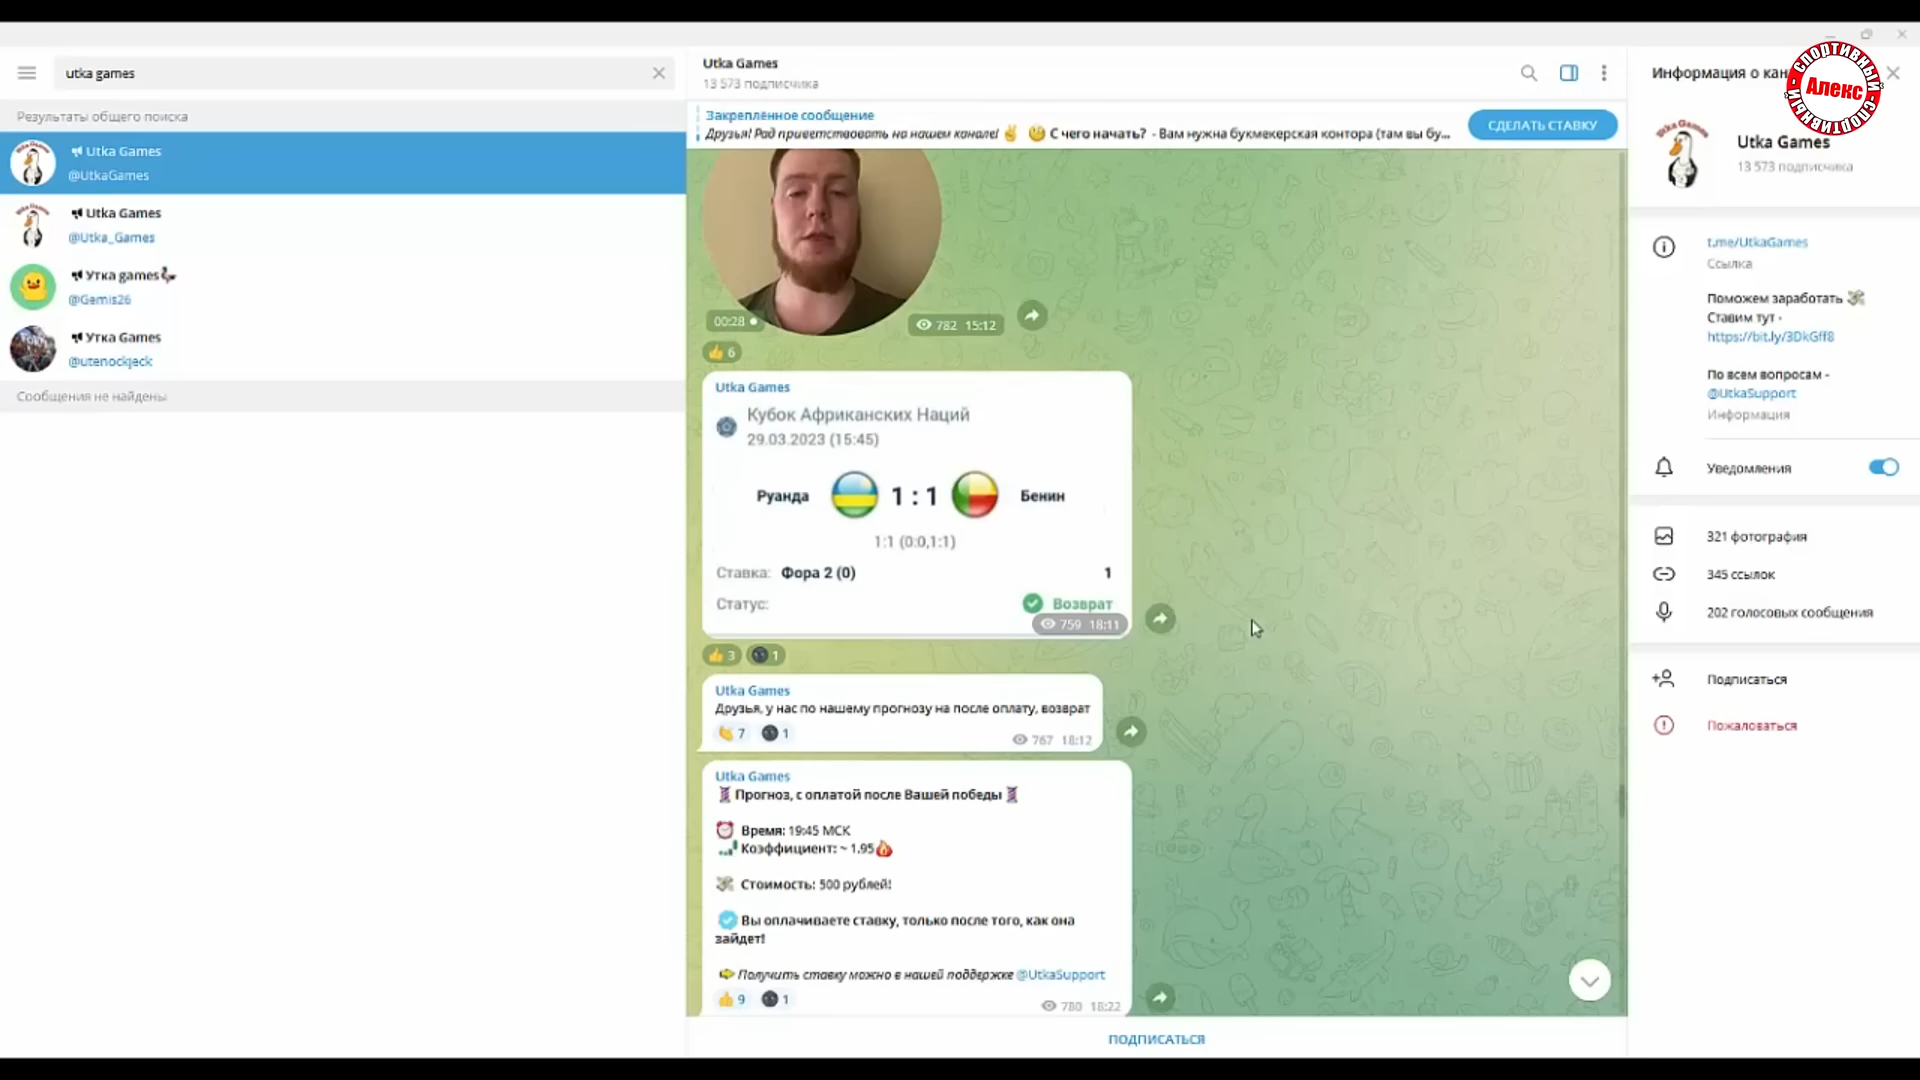 utka games
Результаты общего поиска
Utka Games
@UtkaGames
Utka Games
@Utka_Games
Утка games
@Gemis26
Утка Games
@utenockjeck
Сообщения не найдены
Utka Games
13 573 подписчика
Закреплённое сообщение
Друзья! Рад приветствовать на нашем канале! ✌ С чего начать? - Вам нужна букмекерская контора (там вы бу...
СДЕЛАТЬ СТАВКУ
00:28
782 15:12
6
Utka Games
Кубок Африканских Наций
29.03.2023 (15:45)
Руанда 1 : 1 Бенин
1:1 (0:0,1:1)
Ставка: Фора 2 (0) 1
Статус: Возврат
759 18:11
3 1
Utka Games
Друзья, у нас по нашему прогнозу на после оплату, возврат
7 1
767 18:12
Utka Games
Прогноз, с оплатой после Вашей победы
Время: 19:45 МСК
Коэффициент: ~ 1.95
Стоимость: 500 рублей!
Вы оплачиваете ставку, только после того, как она
зайдет!
Получить ставку можно в нашей поддержке @UtkaSupport
9 1
780 18:22
ПОДПИСАТЬСЯ
Информация о кан
СПОРТИВНЫЙ
Алекс
СПОРТИВНЫЙ
Utka Games
13 573 подписчика
t.me/UtkaGames
Ссылка
Поможем заработать
Ставим тут -
https://bit.ly/3DkGff8
По всем вопросам -
@UtkaSupport
Информация
Уведомления
321 фотография
345 ссылок
202 голосовых сообщения
Подписаться
Пожаловаться